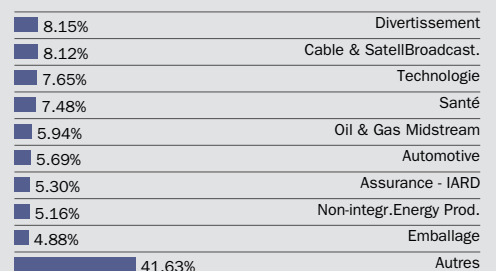 8.15% Divertissement
8.12% Cable & SatellBroadcast.
7.65% Technologie
7.48% Santé
5.94% Oil & Gas Midstream
5.69% Automotive
5.30% Assurance - IARD
5.16% Non-integr.Energy Prod.
4.88% Emballage
41.63% Autres